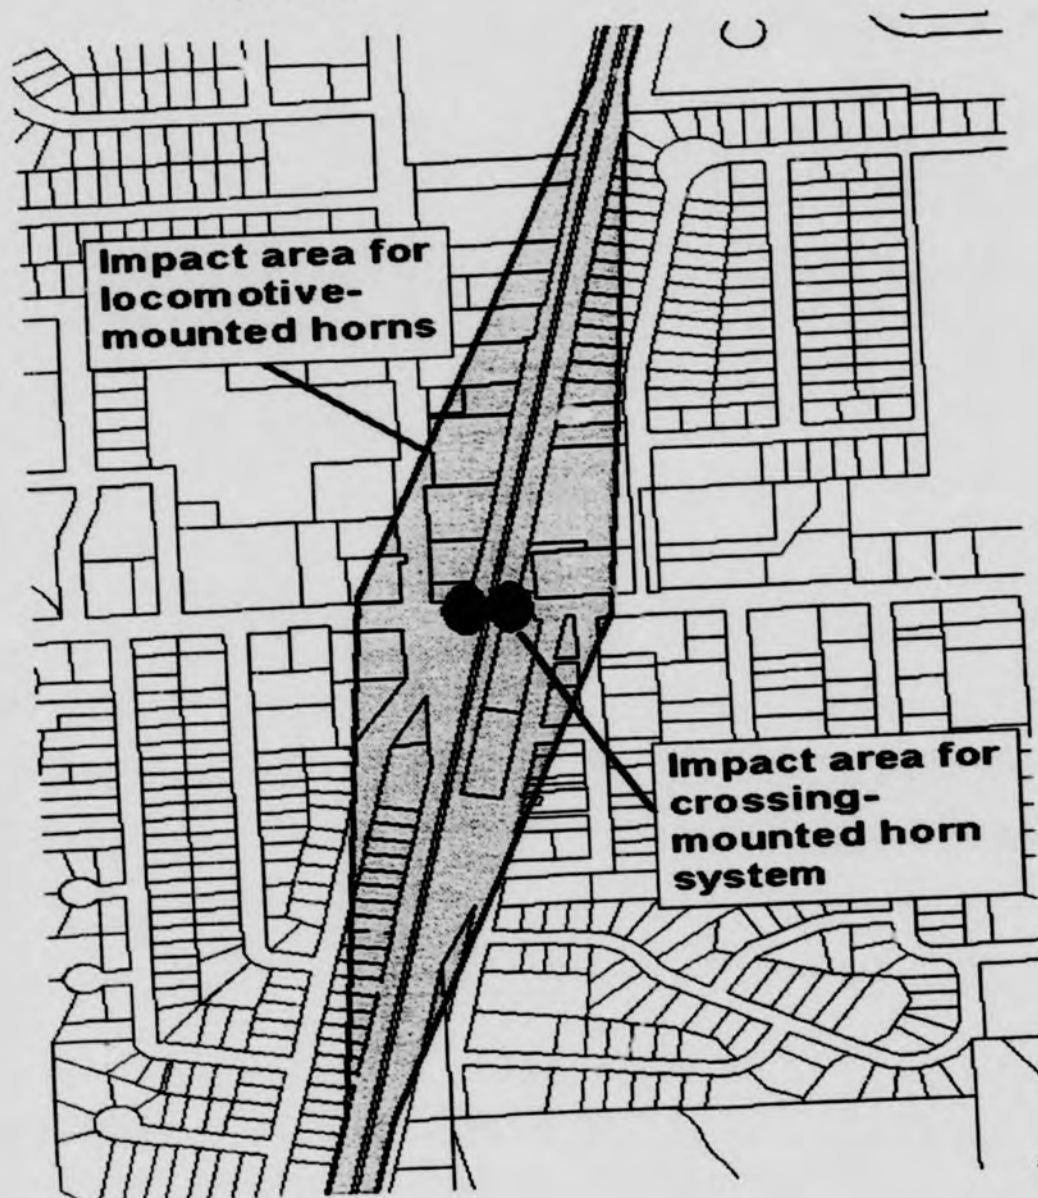 Impact area for
locomotive-
mounted horns
Impact area for
crossing-
mounted horn
system